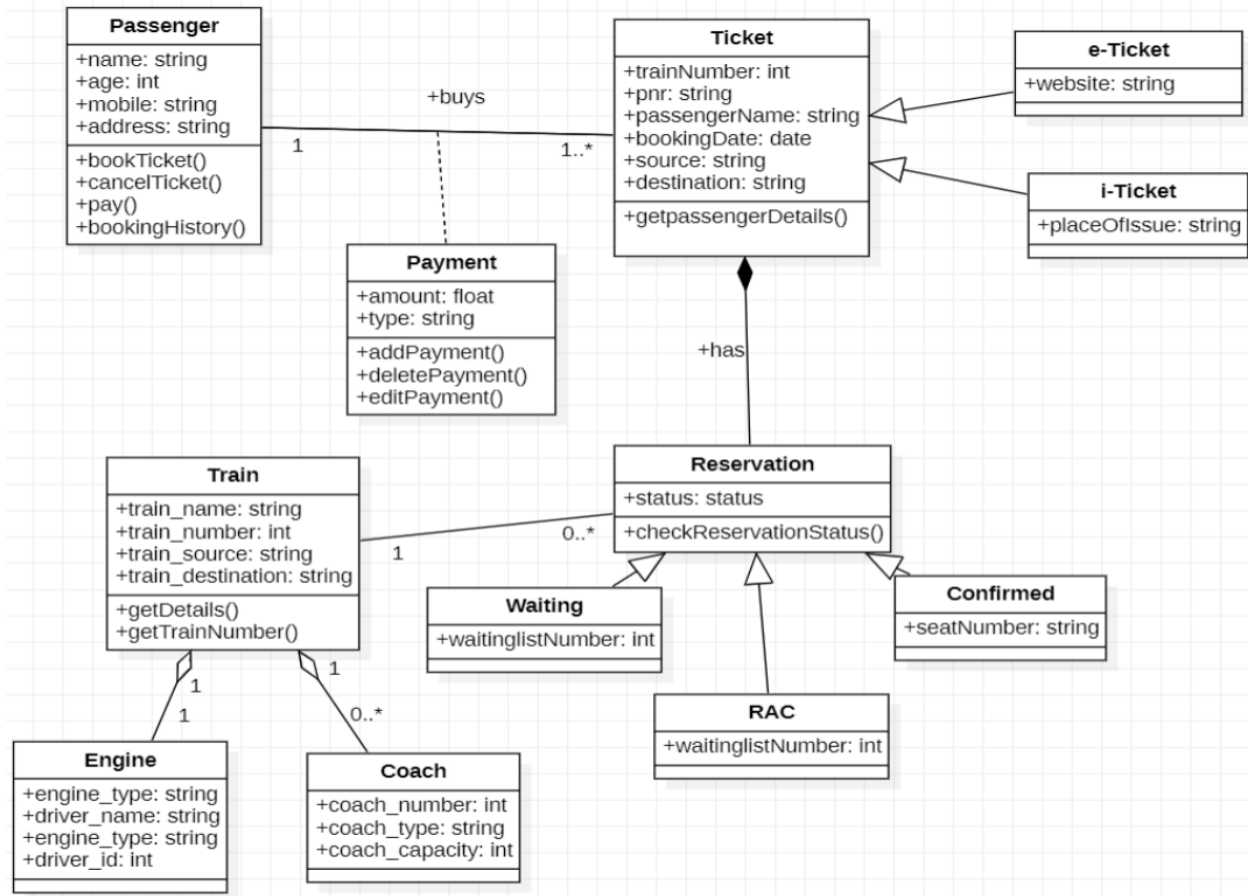 Passenger
+name: string
+age: int
+mobile: string
+address: string
+bookTicket()
+cancelTicket()
+pay()
+bookingHistory()
+buys
1
1..*
Ticket
+trainNumber: int
+pnr: string
+passengerName: string
+bookingDate: date
+source: string
+destination: string
+getpassengerDetails()
e-Ticket
+website: string
i-Ticket
+placeOfIssue: string
Payment
+amount: float
+type: string
+addPayment()
+deletePayment()
+editPayment()
+has
Train
+train_name: string
+train_number: int
+train_source: string
+train_destination: string
+getDetails()
+getTrainNumber()
1
0..*
Reservation
+status: status
+checkReservationStatus()
Waiting
+waitinglistNumber: int
Confirmed
+seatNumber: string
RAC
+waitinglistNumber: int
1
1
1
0..*
Engine
+engine_type: string
+driver_name: string
+engine_type: string
+driver_id: int
Coach
+coach_number: int
+coach_type: string
+coach_capacity: int